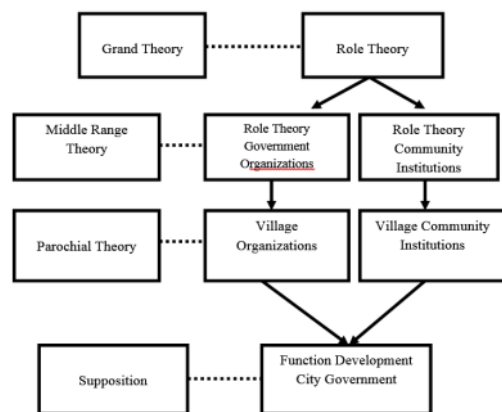 Grand Theory
Role Theory
Middle Range
Theory
Role Theory
Government
Organizations
Role Theory
Community
Institutions
Parochial Theory
Village
Organizations
Village Community
Institutions
Supposition
Function Development
City Government